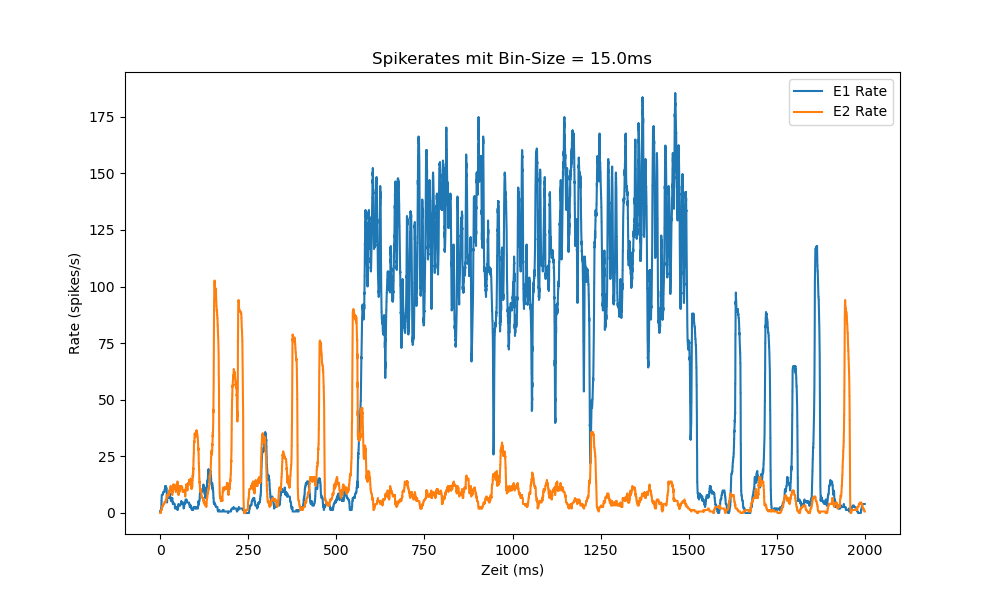 Spikerates mit Bin-Size = 15.0ms
E1 Rate
E2 Rate
175
150
125
100
75
50
25
0
Rate (spikes/s)
0 250 500 750 1000 1250 1500 1750 2000
Zeit (ms)